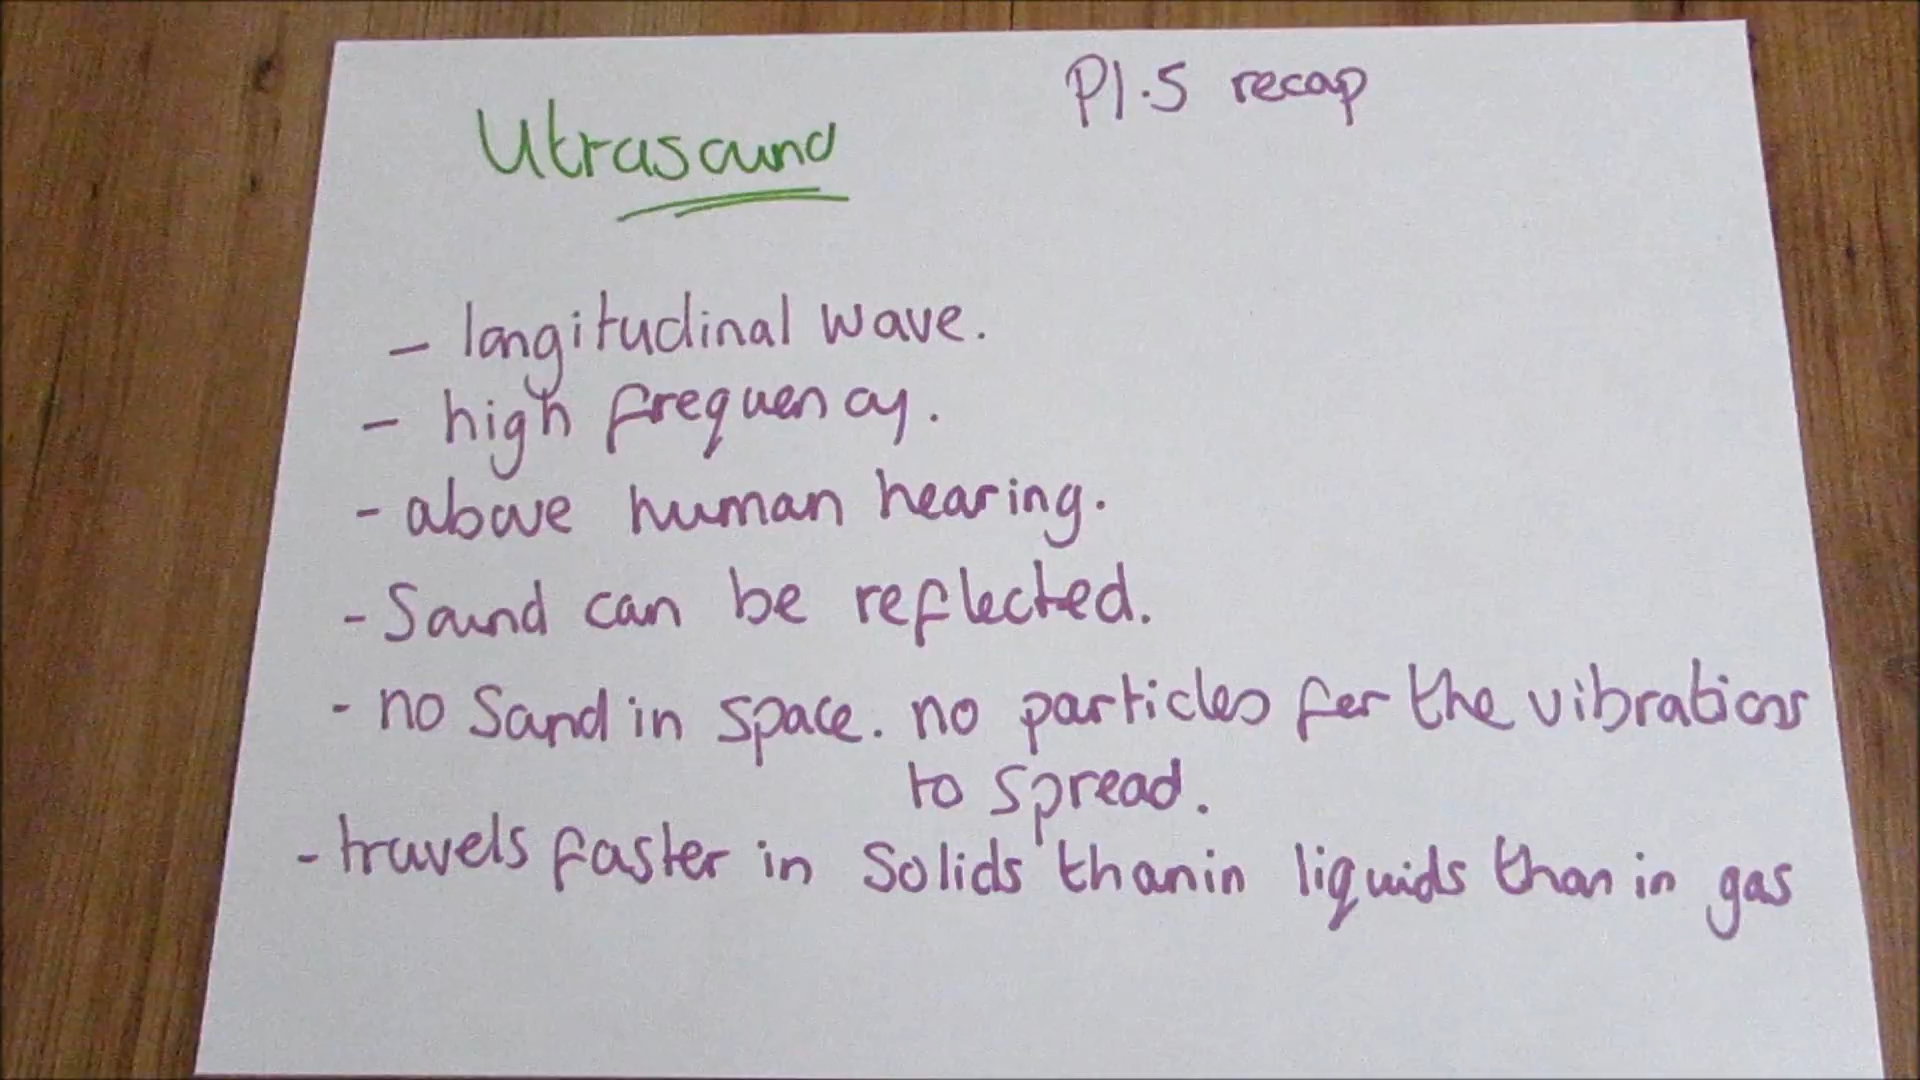 P1.5 recap
Utrasound
- longitudinal wave.
- high frequency.
- above human hearing.
- Sound can be reflected.
- no Sound in space. no particles for the vibrations
to spread.
- travels faster in Solids than in liquids than in gas